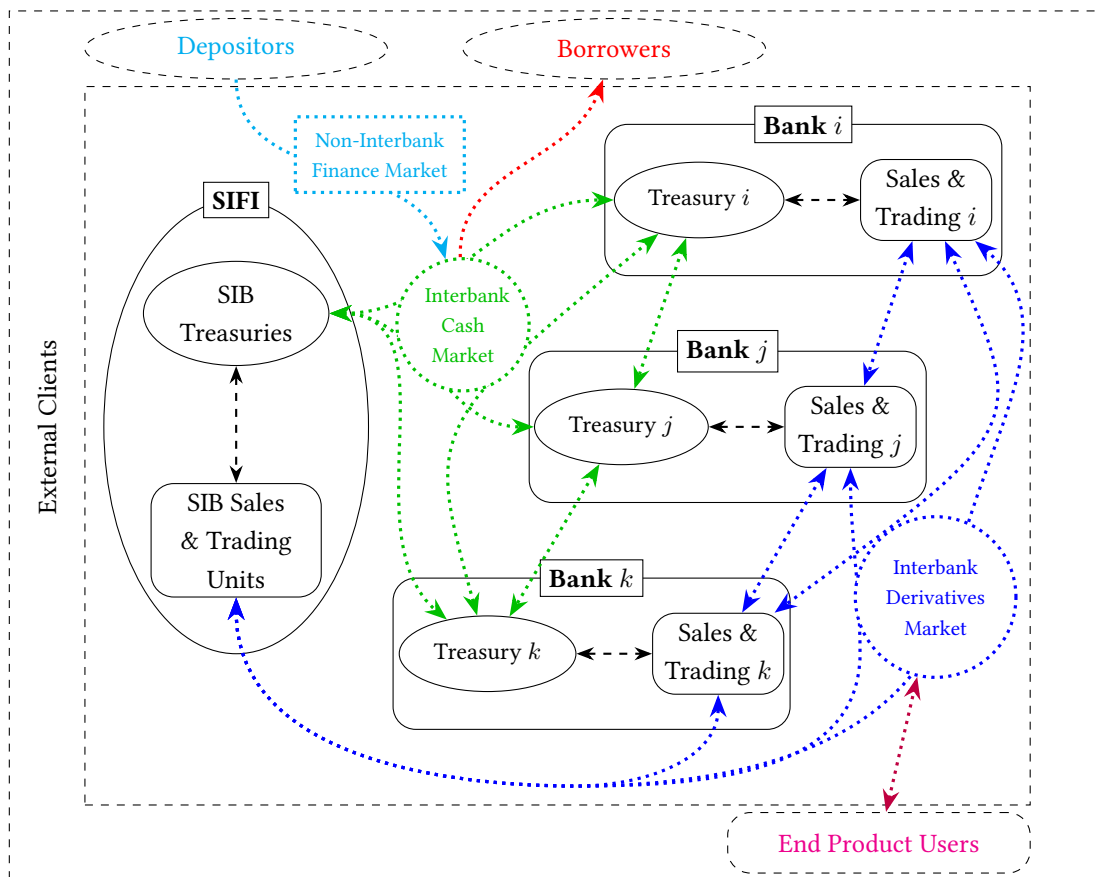 Depositors
Borrowers
Non-Interbank
Finance Market
Bank i
Treasury i
Sales &
Trading i
SIFI
SIB
Treasuries
Interbank
Cash
Market
External Clients
Bank j
Treasury j
Sales &
Trading j
SIB Sales
& Trading
Units
Bank k
Treasury k
Sales &
Trading k
Interbank
Derivatives
Market
End Product Users